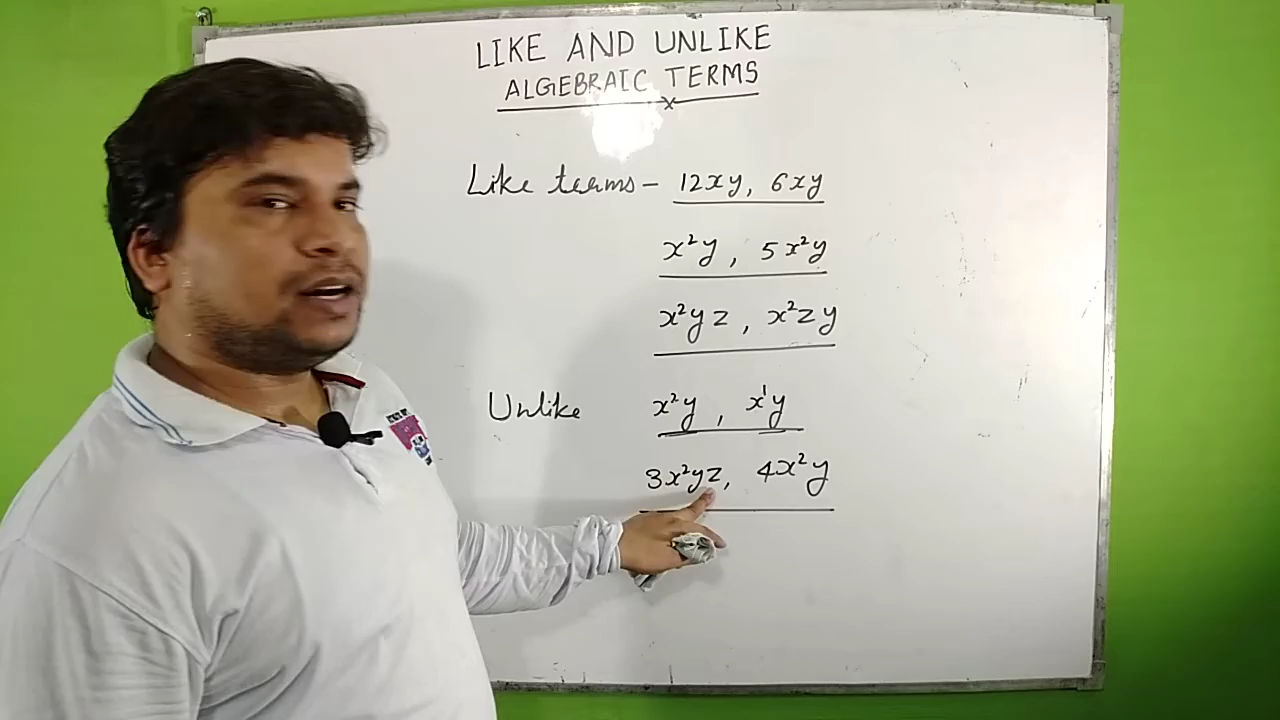 LIKE AND UNLIKE
ALGEBRAIC TERMS
Like terms - 12xy, 6xy
x²y, 5x²y
x²yz, x²zy
Unlike x²y, x¹y
3x²yz, 4x²y